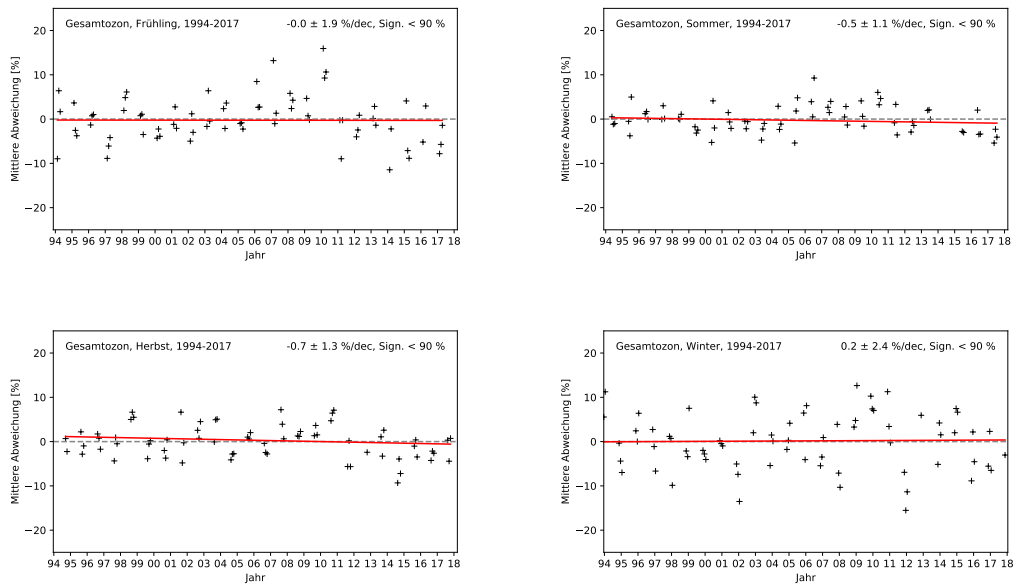 Gesamtozon, Frühling, 1994-2017 -0.0 ± 1.9 %/dec, Sign. < 90 %
Mittlere Abweichung [%]
20
10
0
−10
−20
94 95 96 97 98 99 00 01 02 03 04 05 06 07 08 09 10 11 12 13 14 15 16 17 18
Jahr
Gesamtozon, Sommer, 1994-2017 -0.5 ± 1.1 %/dec, Sign. < 90 %
Mittlere Abweichung [%]
20
10
0
−10
−20
94 95 96 97 98 99 00 01 02 03 04 05 06 07 08 09 10 11 12 13 14 15 16 17 18
Jahr
Gesamtozon, Herbst, 1994-2017 -0.7 ± 1.3 %/dec, Sign. < 90 %
Mittlere Abweichung [%]
20
10
0
−10
−20
94 95 96 97 98 99 00 01 02 03 04 05 06 07 08 09 10 11 12 13 14 15 16 17 18
Jahr
Gesamtozon, Winter, 1994-2017 0.2 ± 2.4 %/dec, Sign. < 90 %
Mittlere Abweichung [%]
20
10
0
−10
−20
94 95 96 97 98 99 00 01 02 03 04 05 06 07 08 09 10 11 12 13 14 15 16 17 18
Jahr